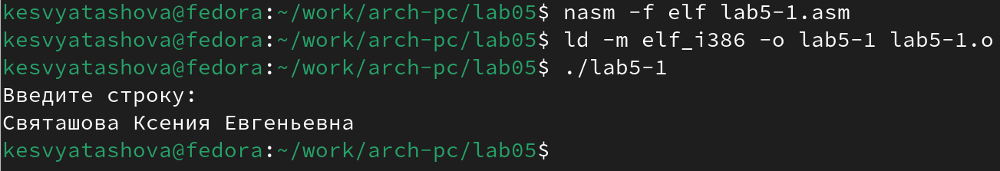 kesvyatashova@fedora:~/work/arch-pc/lab05$ nasm -f elf lab5-1.asm
kesvyatashova@fedora:~/work/arch-pc/lab05$ ld -m elf_i386 -o lab5-1 lab5-1.o
kesvyatashova@fedora:~/work/arch-pc/lab05$ ./lab5-1
Введите строку:
Святашова Ксения Евгеньевна
kesvyatashova@fedora:~/work/arch-pc/lab05$